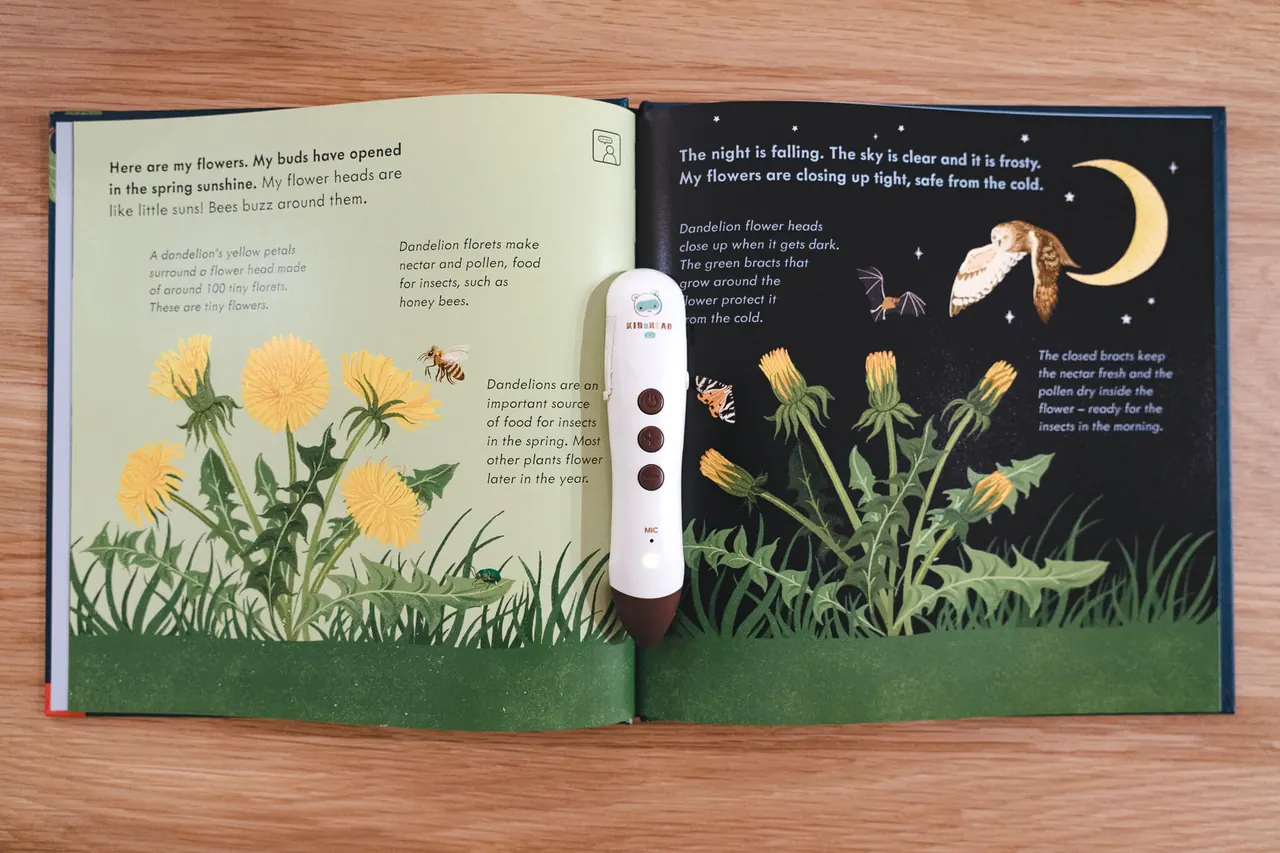 Here are my flowers. My buds have opened
in the spring sunshine. My flower heads are
like little suns! Bees buzz around them.
A dandelion's yellow petals
surround a flower head made
of around 100 tiny florets.
These are tiny flowers.
Dandelion florets make
nectar and pollen, food
for insects, such as
honey bees.
Dandelions are an
important source
of food for insects
in the spring. Most
other plants flower
later in the year.
MIC
The night is falling. The sky is clear and it is frosty.
My flowers are closing up tight, safe from the cold.
Dandelion flower heads
close up when it gets dark.
The green bracts that
grow around the
flower protect it
from the cold.
The closed bracts keep
the nectar fresh and the
pollen dry inside the
flower – ready for the
insects in the morning.